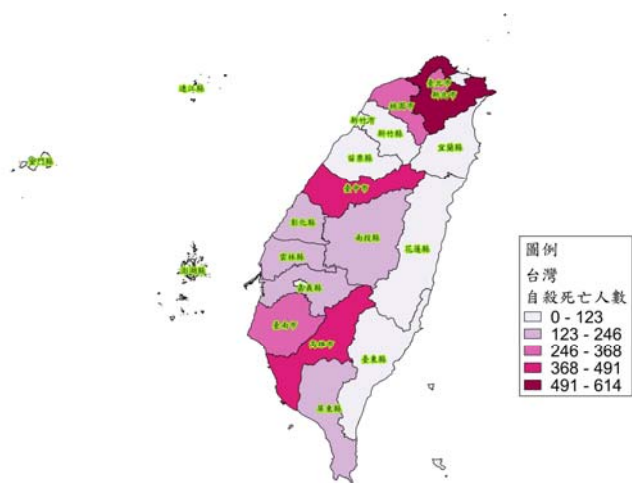 連江縣
臺北市
新北市
桃園市
新竹市
新竹縣
宜蘭縣
金門縣
苗栗縣
臺中市
彰化縣
南投縣
花蓮縣
雲林縣
澎湖縣
嘉義縣
臺南市
高雄市
臺東縣
屏東縣
圖例
台灣
自殺死亡人數
0 - 123
123 - 246
246 - 368
368 - 491
491 - 614